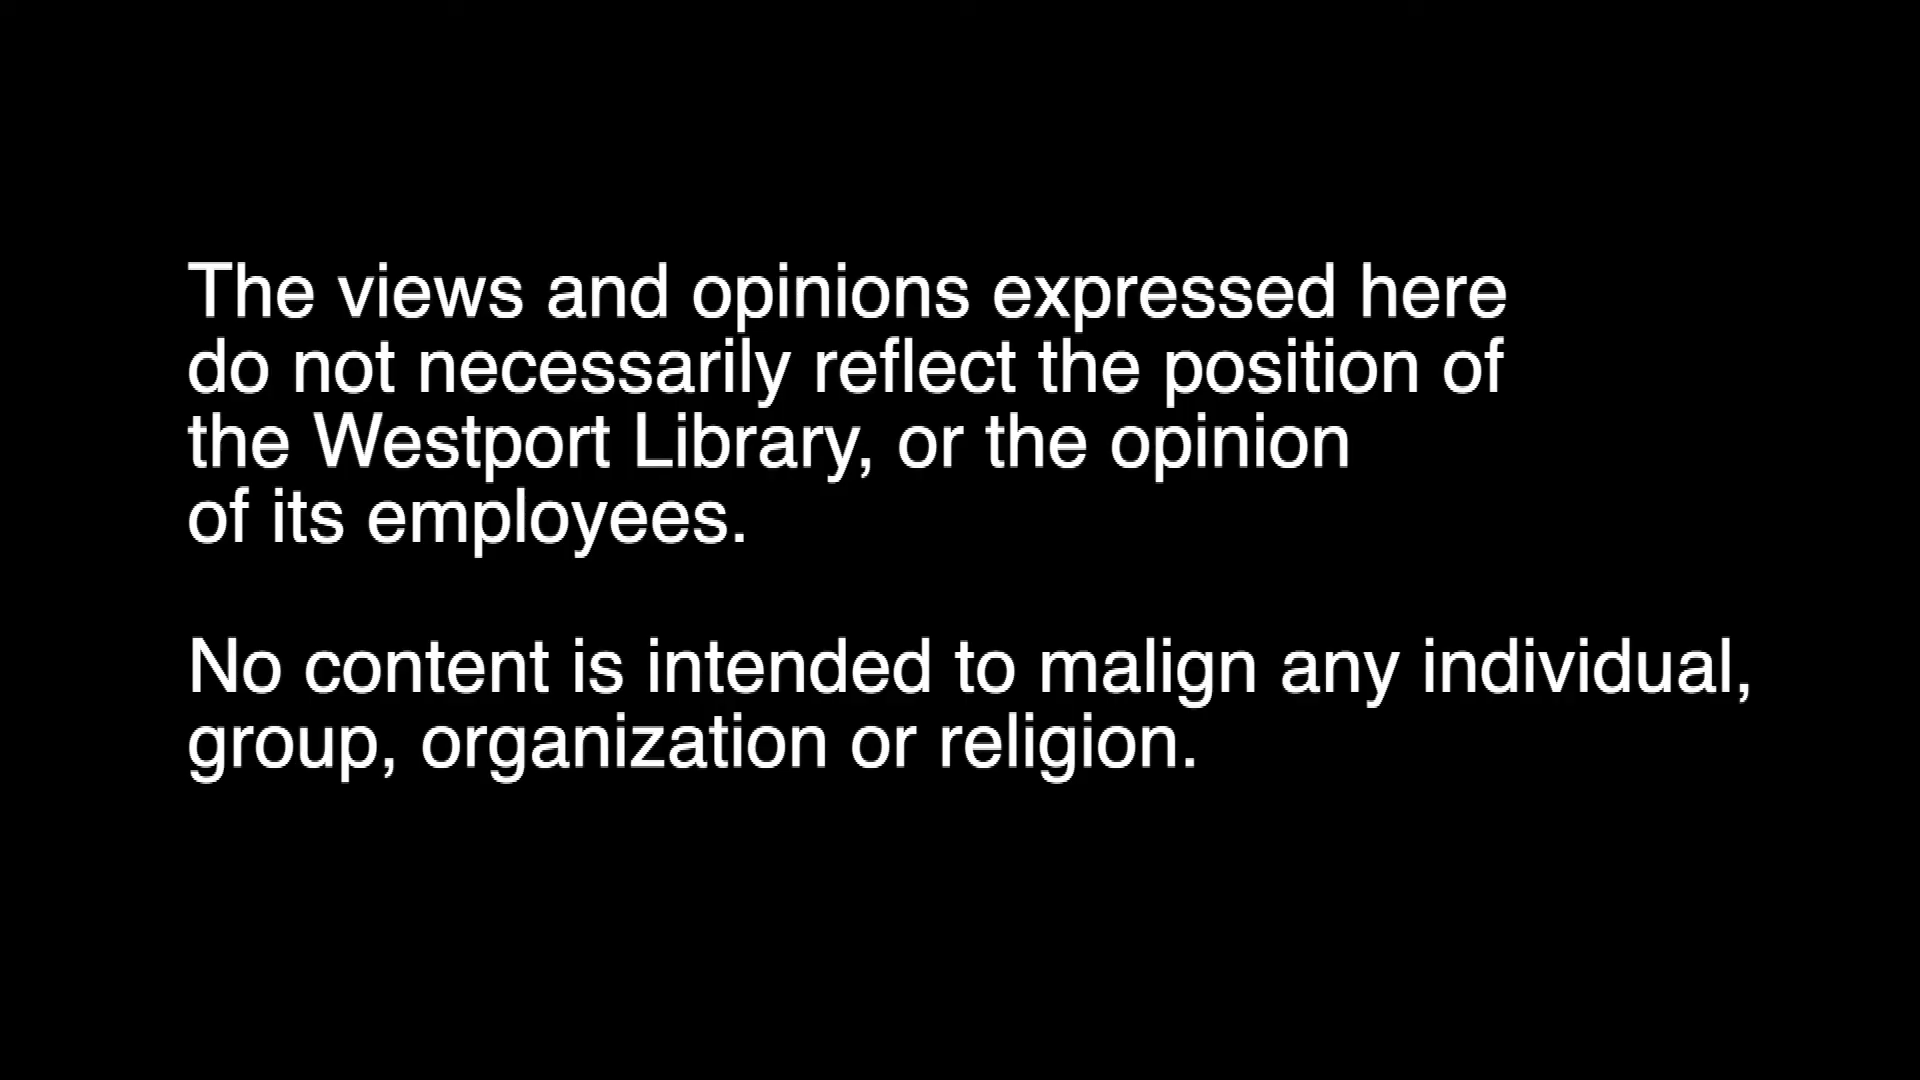 The views and opinions expressed here
do not necessarily reflect the position of
the Westport Library, or the opinion
of its employees.
No content is intended to malign any individual,
group, organization or religion.